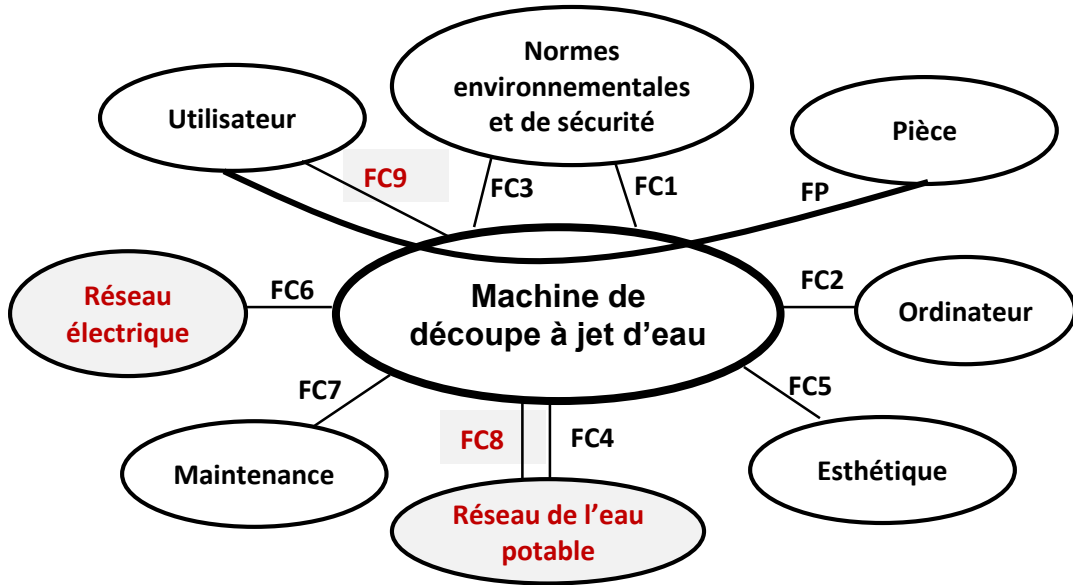 Normes
environnementales
et de sécurité
Utilisateur
Pièce
FC9
FC3
FC1
FP
Réseau
électrique
FC6
Machine de
découpe à jet d'eau
FC2
Ordinateur
FC7
FC5
FC8
FC4
Maintenance
Esthétique
Réseau de l'eau
potable